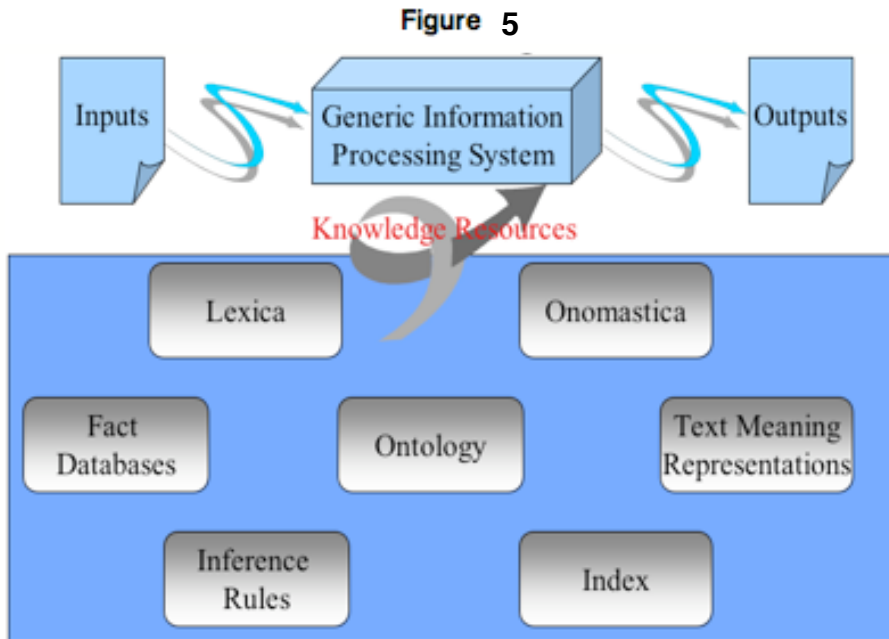 Figure 5
Inputs
Generic Information
Processing System
Outputs
Knowledge Resources
Lexica
Onomastica
Fact
Databases
Ontology
Text Meaning
Representations
Inference
Rules
Index